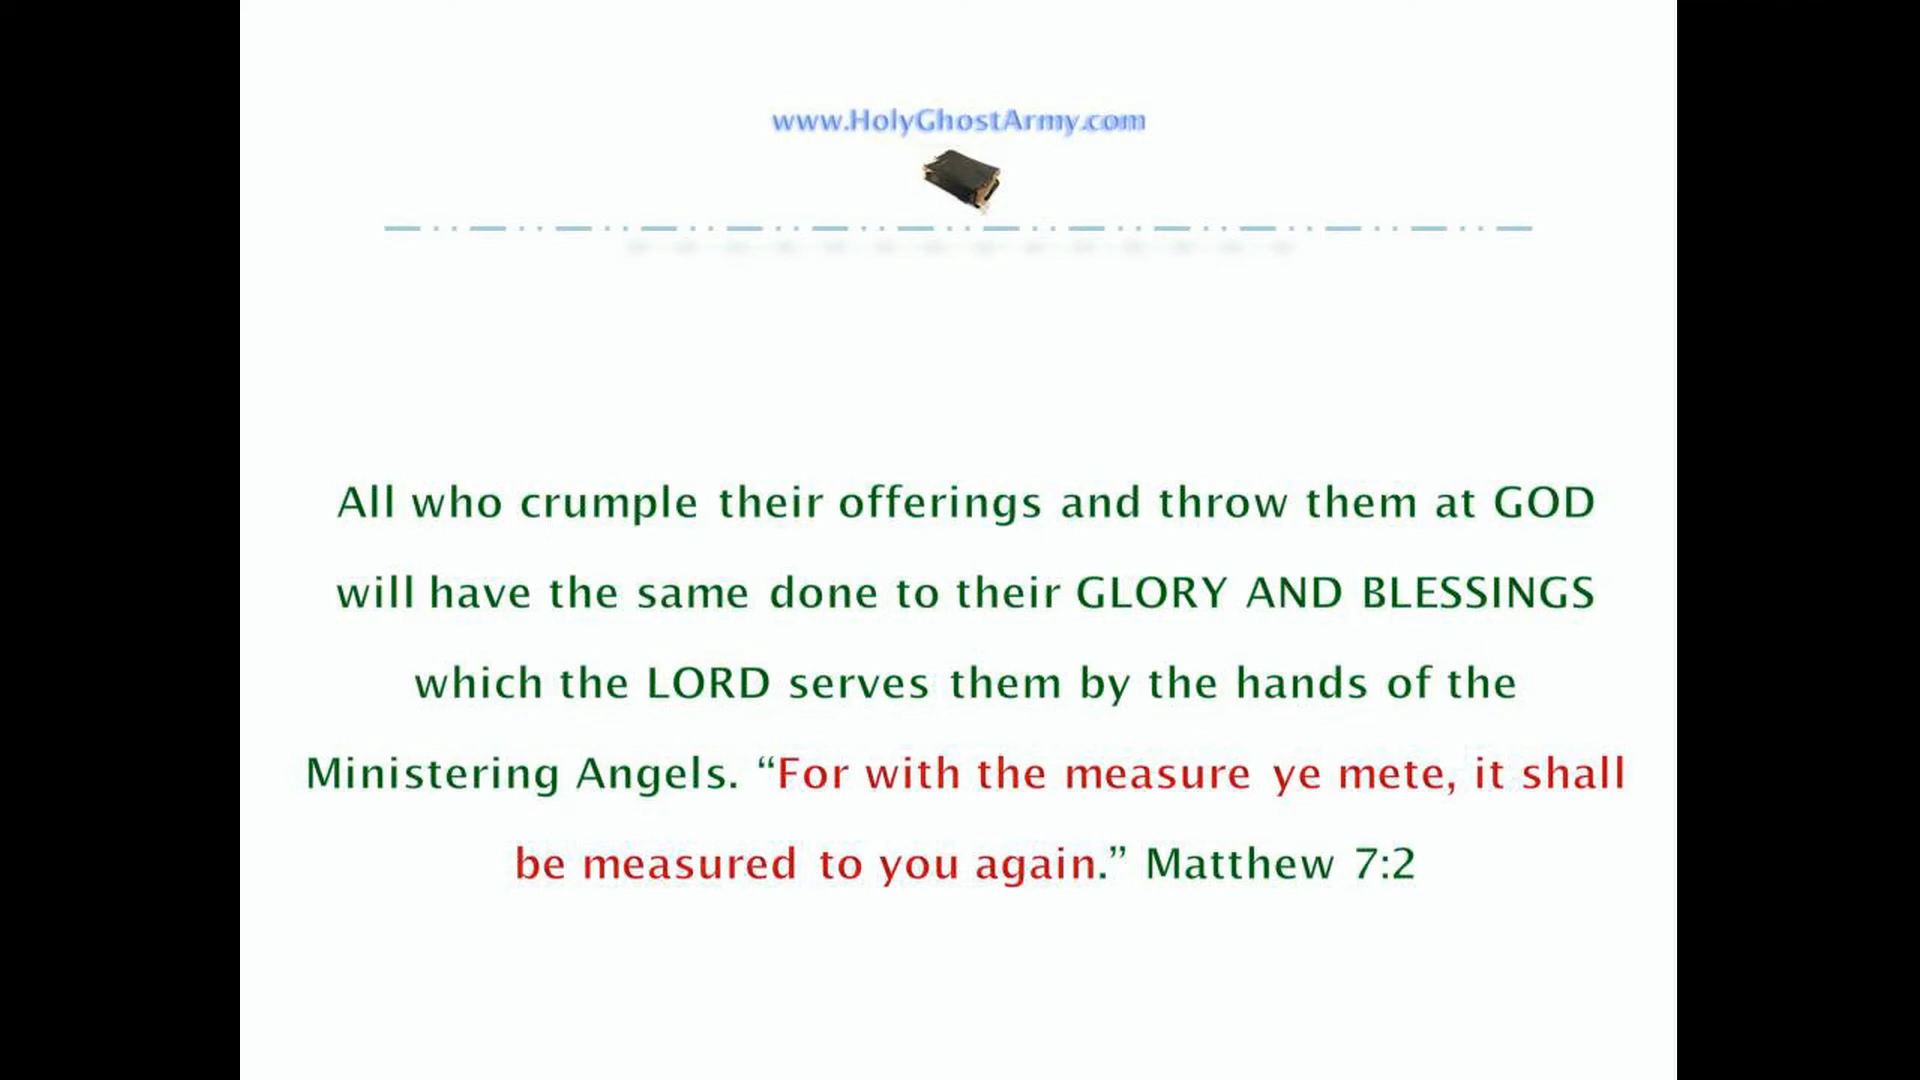 www.HolyGhostArmy.com
All who crumple their offerings and throw them at GOD
will have the same done to their GLORY AND BLESSINGS
which the LORD serves them by the hands of the
Ministering Angels. “For with the measure ye mete, it shall
be measured to you again.” Matthew 7:2